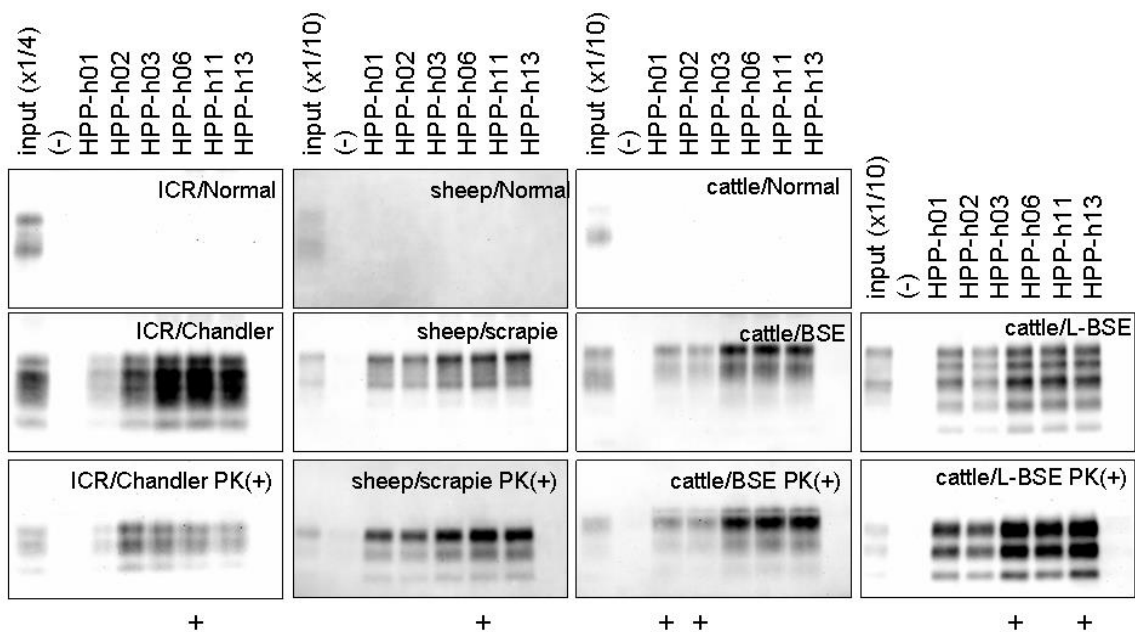 input (x1/4)
(-)
HPP-h01
HPP-h02
HPP-h03
HPP-h06
HPP-h11
HPP-h13
input (x1/10)
(-)
HPP-h01
HPP-h02
HPP-h03
HPP-h06
HPP-h11
HPP-h13
input (x1/10)
(-)
HPP-h01
HPP-h02
HPP-h03
HPP-h06
HPP-h11
HPP-h13
input (x1/10)
(-)
HPP-h01
HPP-h02
HPP-h03
HPP-h06
HPP-h11
HPP-h13
ICR/Normal
sheep/Normal
cattle/Normal
ICR/Chandler
sheep/scrapie
cattle/BSE
cattle/L-BSE
ICR/Chandler PK(+)
sheep/scrapie PK(+)
cattle/BSE PK(+)
cattle/L-BSE PK(+)
+ + + + + +